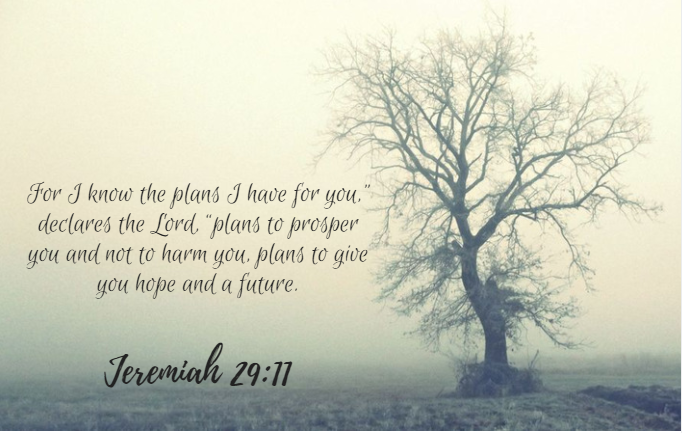 For I know the plans I have for you,"
declares the Lord, "plans to prosper
you and not to harm you, plans to give
you hope and a future.
Jeremiah 29:11